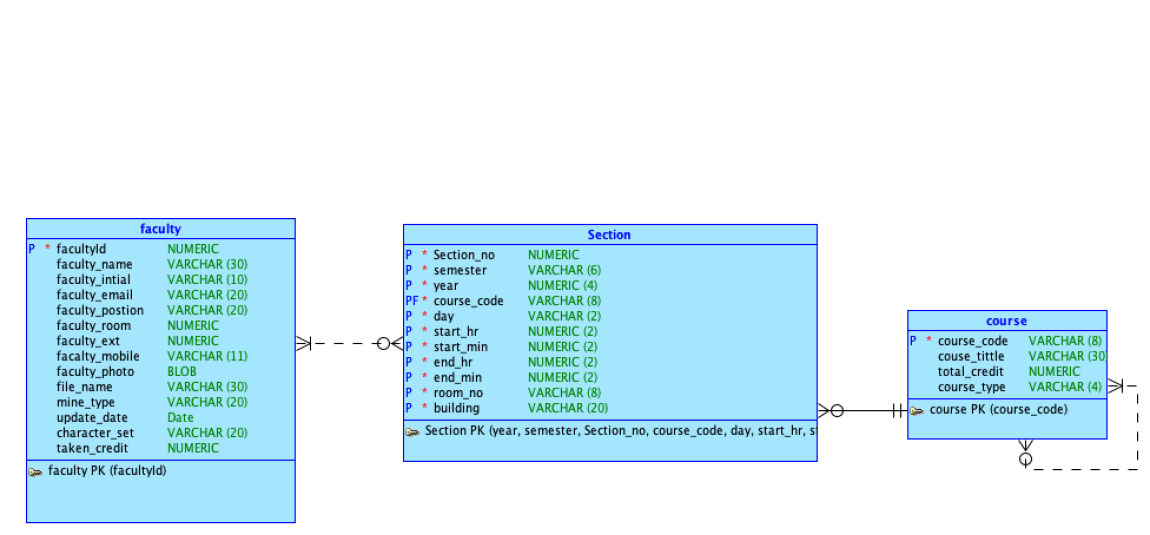 faculty
P * facultyId NUMERIC
faculty_name VARCHAR (30)
faculty_intial VARCHAR (10)
faculty_email VARCHAR (20)
faculty_postion VARCHAR (20)
faculty_room NUMERIC
faculty_ext NUMERIC
facalty_mobile VARCHAR (11)
faculty_photo BLOB
file_name VARCHAR (30)
mine_type VARCHAR (20)
update_date Date
character_set VARCHAR (20)
taken_credit NUMERIC
faculty PK (facultyId)
Section
P * Section_no NUMERIC
P * semester VARCHAR (6)
P * year NUMERIC (4)
PF * course_code VARCHAR (8)
P * day VARCHAR (2)
P * start_hr NUMERIC (2)
P * start_min NUMERIC (2)
P * end_hr NUMERIC (2)
P * end_min NUMERIC (2)
P * room_no VARCHAR (8)
P * building VARCHAR (20)
Section PK (year, semester, Section_no, course_code, day, start_hr, st
course
P * course_code VARCHAR (8)
couse_tittle VARCHAR (30
total_credit NUMERIC
course_type VARCHAR (4)
course PK (course_code)